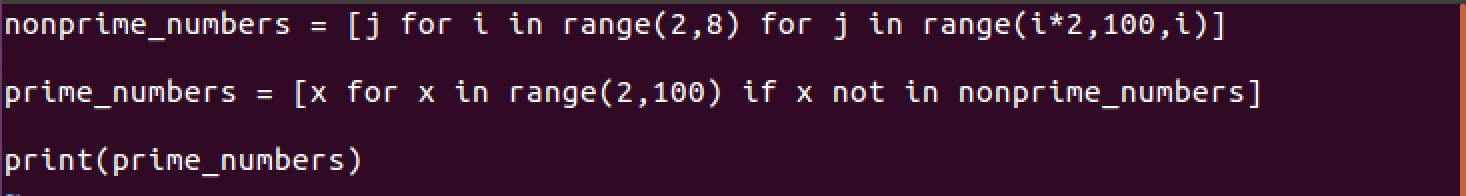 nonprime_numbers = [j for i in range(2,8) for j in range(i*2,100,i)]
prime_numbers = [x for x in range(2,100) if x not in nonprime_numbers]
print(prime_numbers)